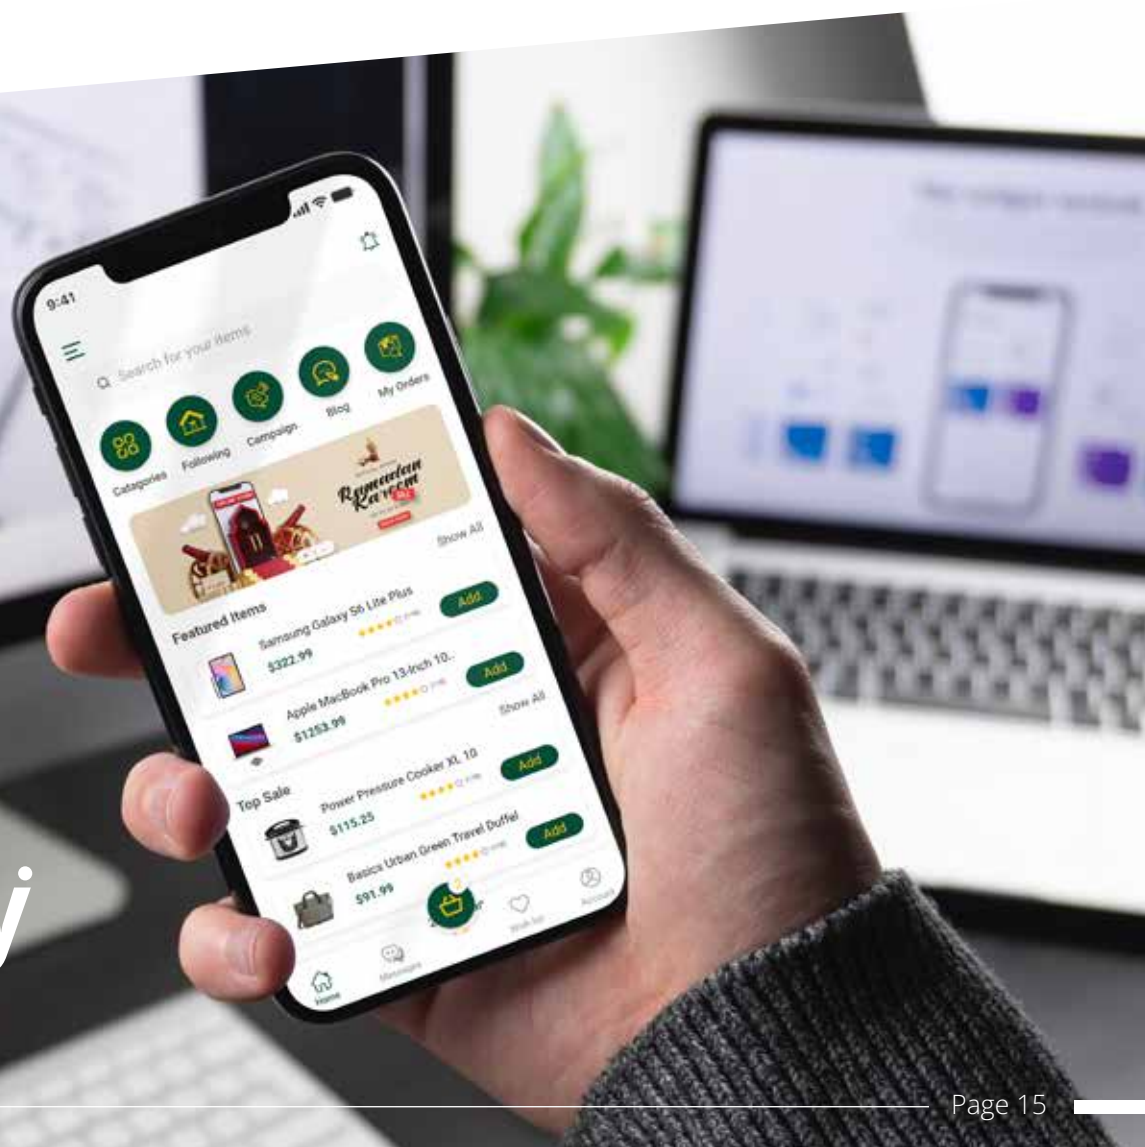 9:41
Search for your items
Catagories
Following
Campaign
Blog
My Orders
Ramadan
Kareem
Featured Items
Show All
Samsung Galaxy S6 Lite Plus
$322.99
Add
Apple MacBook Pro 13-Inch 10..
$1253.99
Add
Top Sale
Show All
Power Pressure Cooker XL 10
$115.25
Add
Basics Urban Green Travel Duffel
$91.99
Add
Home
Messages
Wish list
Account
y
Page 15